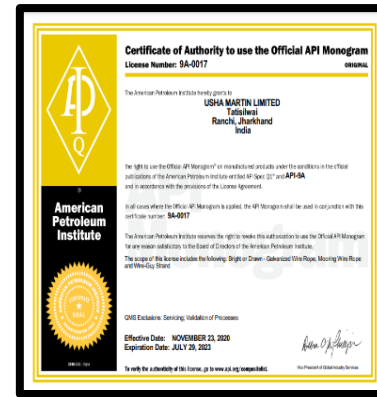 Certificate of Authority to use the Official API Monogram
License Number: 9A-0017
ORIGINAL
The American Petroleum Institute hereby grants to
USHA MARTIN LIMITED
Tatisilwai
Ranchi, Jharkhand
India
the right to use the Official API Monogram® on manufactured products under the conditions in the official
publications of the American Petroleum Institute entitled API Spec Q1® and API-9A
and in accordance with the provisions of the License Agreement.
American
Petroleum
Institute
In all cases where the Official API Monogram is applied, the API Monogram shall be used in conjunction with this
certificate number: 9A-0017
The American Petroleum Institute reserves the right to revoke this authorization to use the Official API Monogram
for any reason satisfactory to the Board of Directors of the American Petroleum Institute.
The scope of this license includes the following: Bright or Drawn - Galvanized Wire Rope, Mooring Wire Rope
and Wire-Guy Strand
QMS Exclusions: Servicing; Validation of Processes
Effective Date: NOVEMBER 23, 2020
Expiration Date: JULY 29, 2023
To verify the authenticity of this license, go to www.api.org/compositelist.
Vice President of Global Industry Services